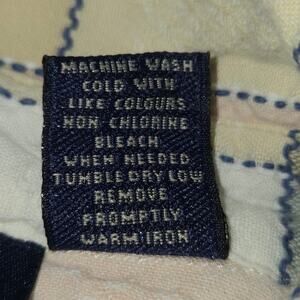 MACHINE WASH
COLD WITH
LIKE COLOURS
NON-CHLORINE
BLEACH
WHEN NEEDED
TUMBLE DRY LOW
REMOVE
PROMPTLY
WARM IRON